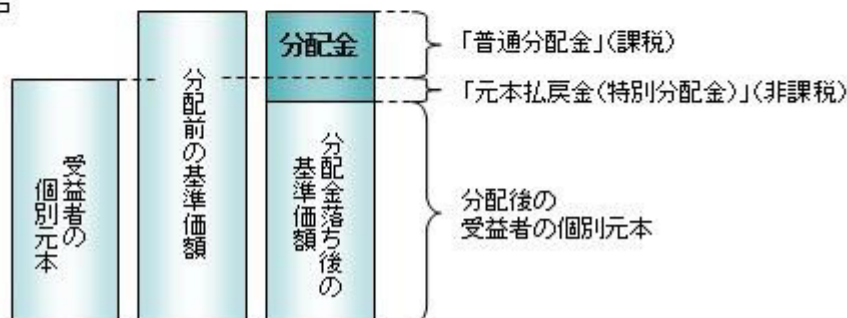 分配金
「普通分配金」(課税)
「元本払戻金(特別分配金)」(非課税)
受益者の
個別元本
分配前の基準価額
分配金落ち後の
基準価額
分配後の
受益者の個別元本